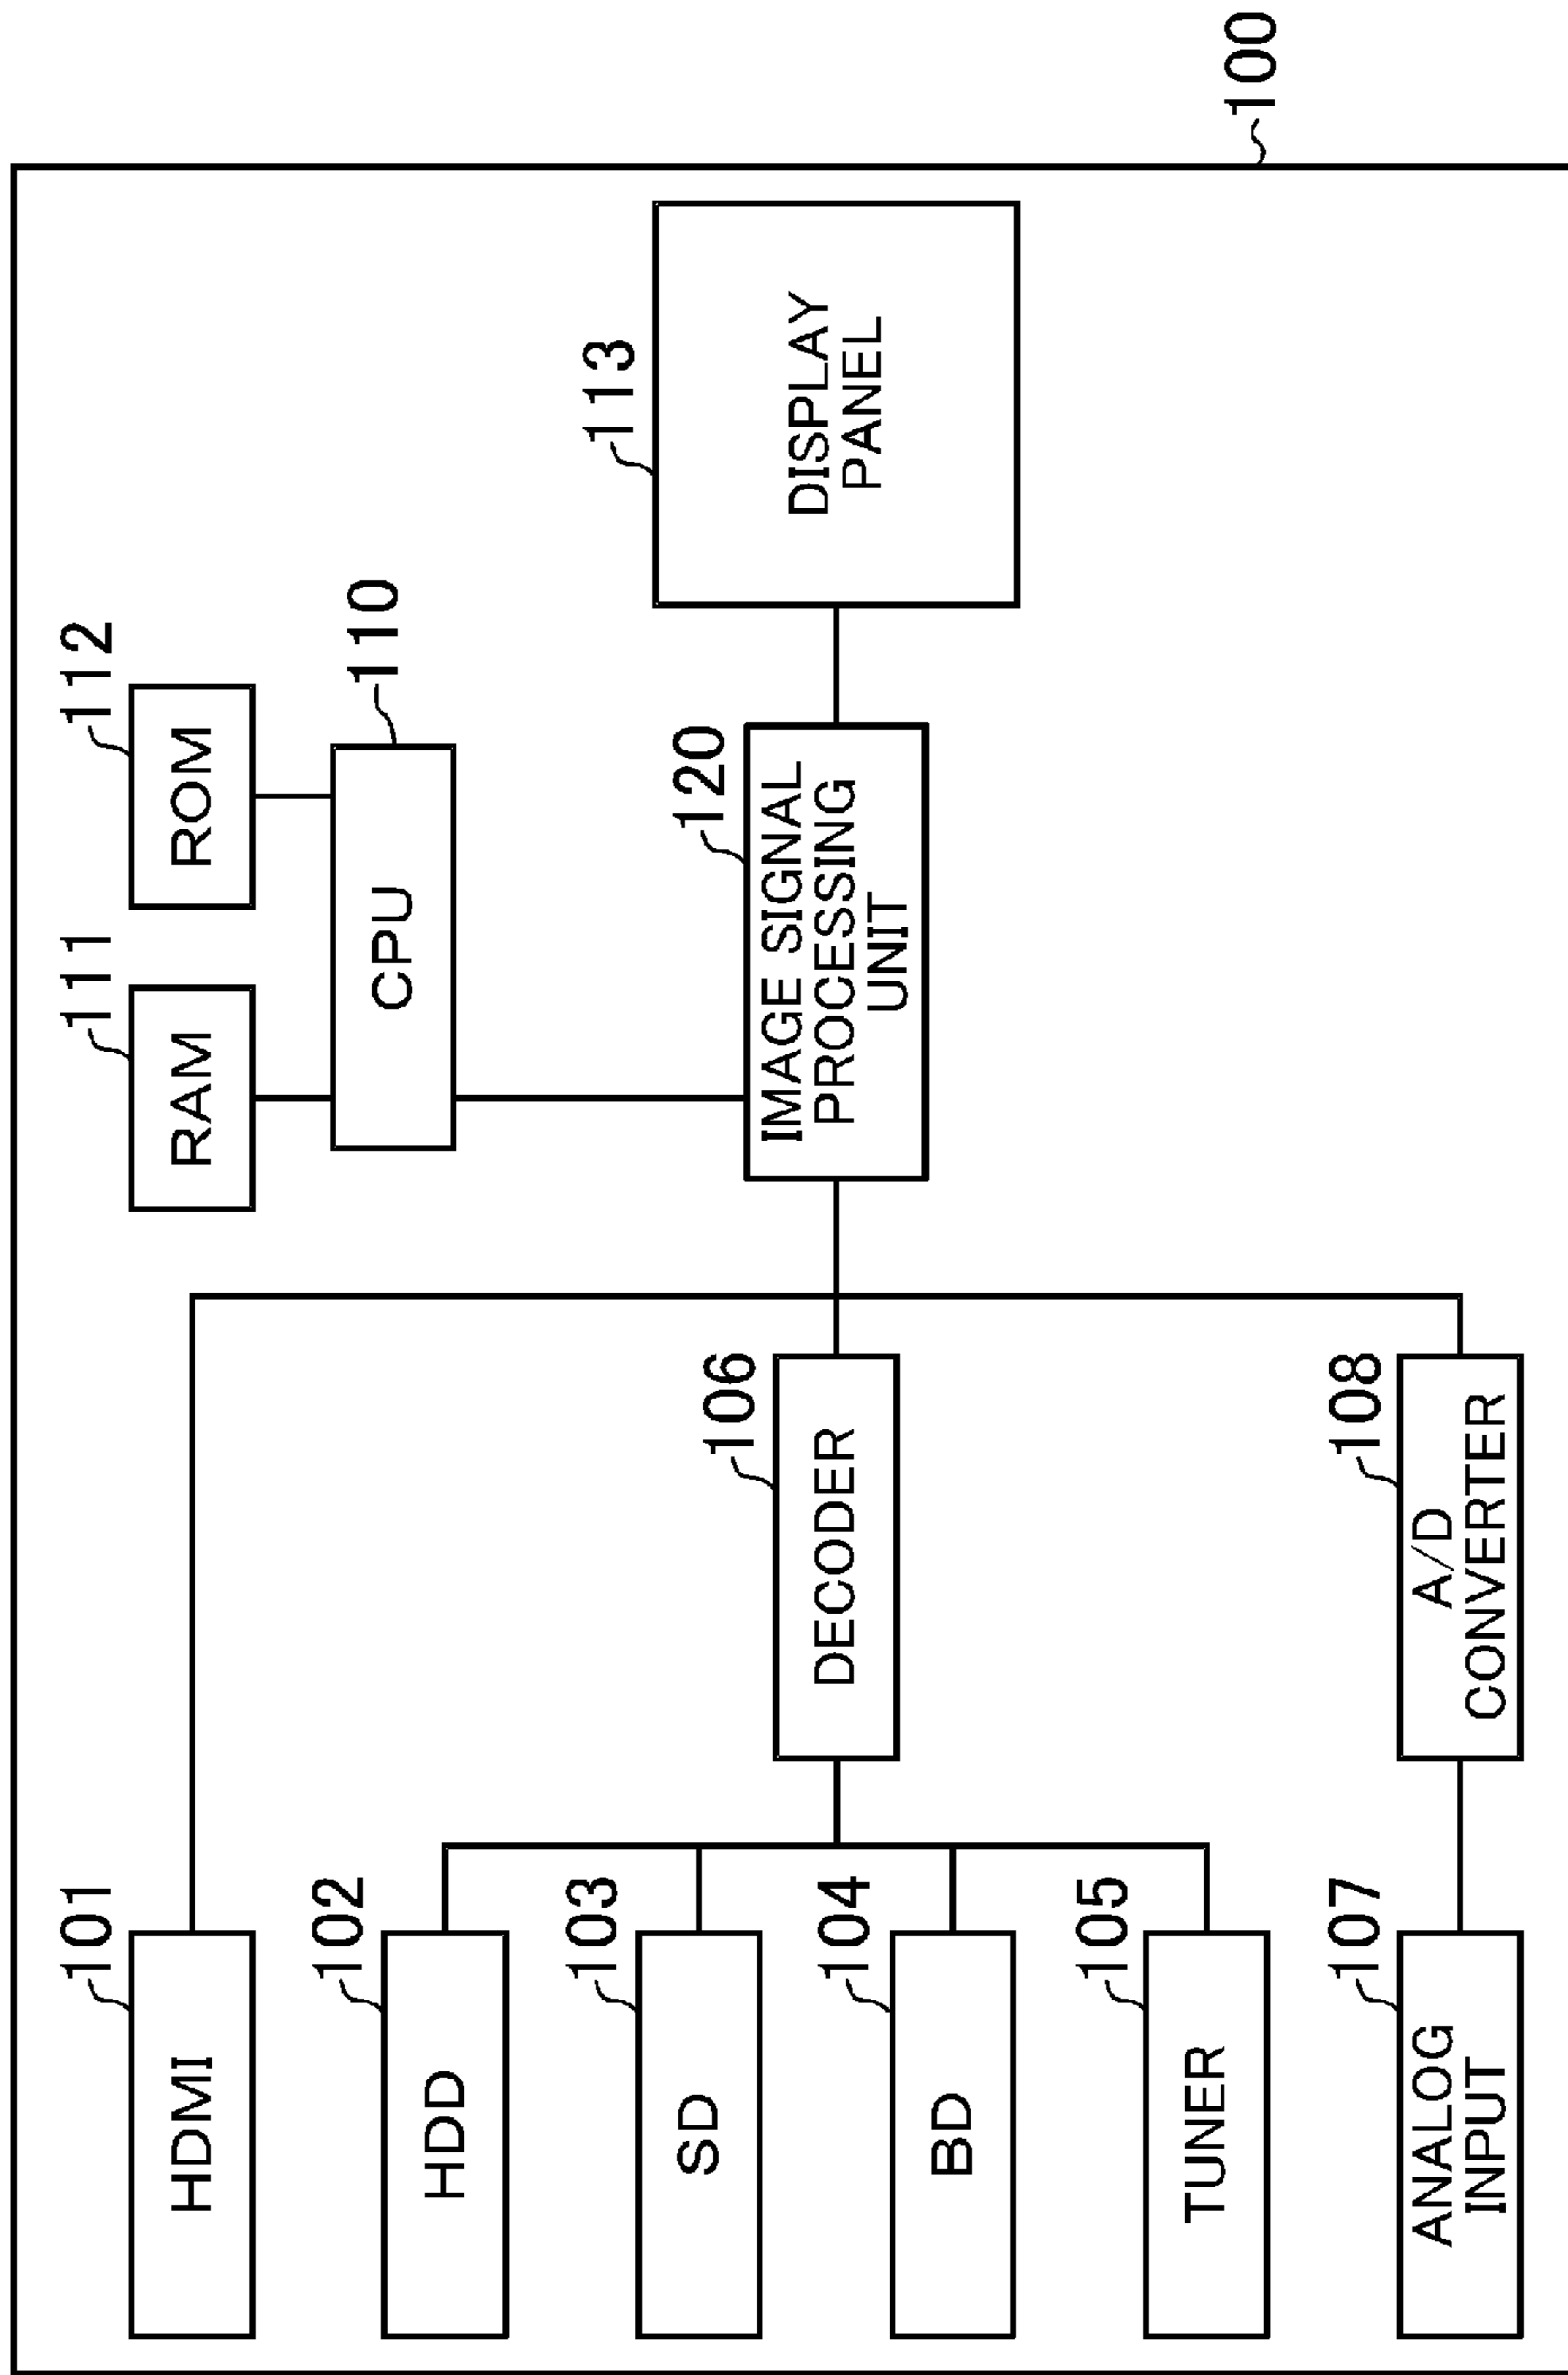 101
HDMI
102
HDD
103
SD
104
BD
105
TUNER
107
ANALOG
INPUT
106
DECODER
108
A/D
CONVERTER
111
RAM
112
ROM
110
CPU
120
IMAGE SIGNAL
PROCESSING
UNIT
113
DISPLAY
PANEL
100